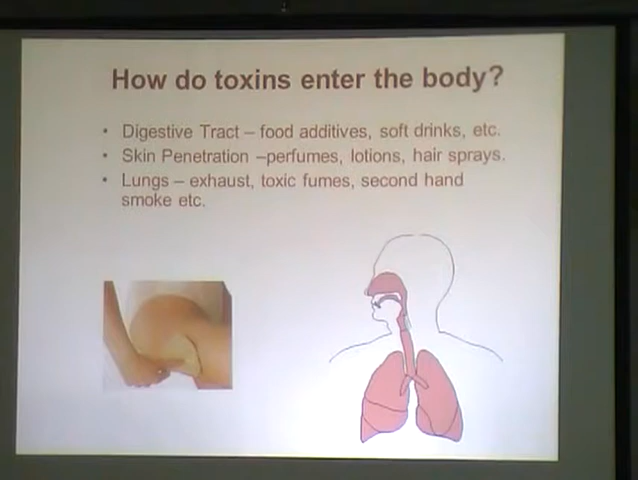 How do toxins enter the body?
• Digestive Tract – food additives, soft drinks, etc.
• Skin Penetration –perfumes, lotions, hair sprays.
• Lungs – exhaust, toxic fumes, second hand
smoke etc.